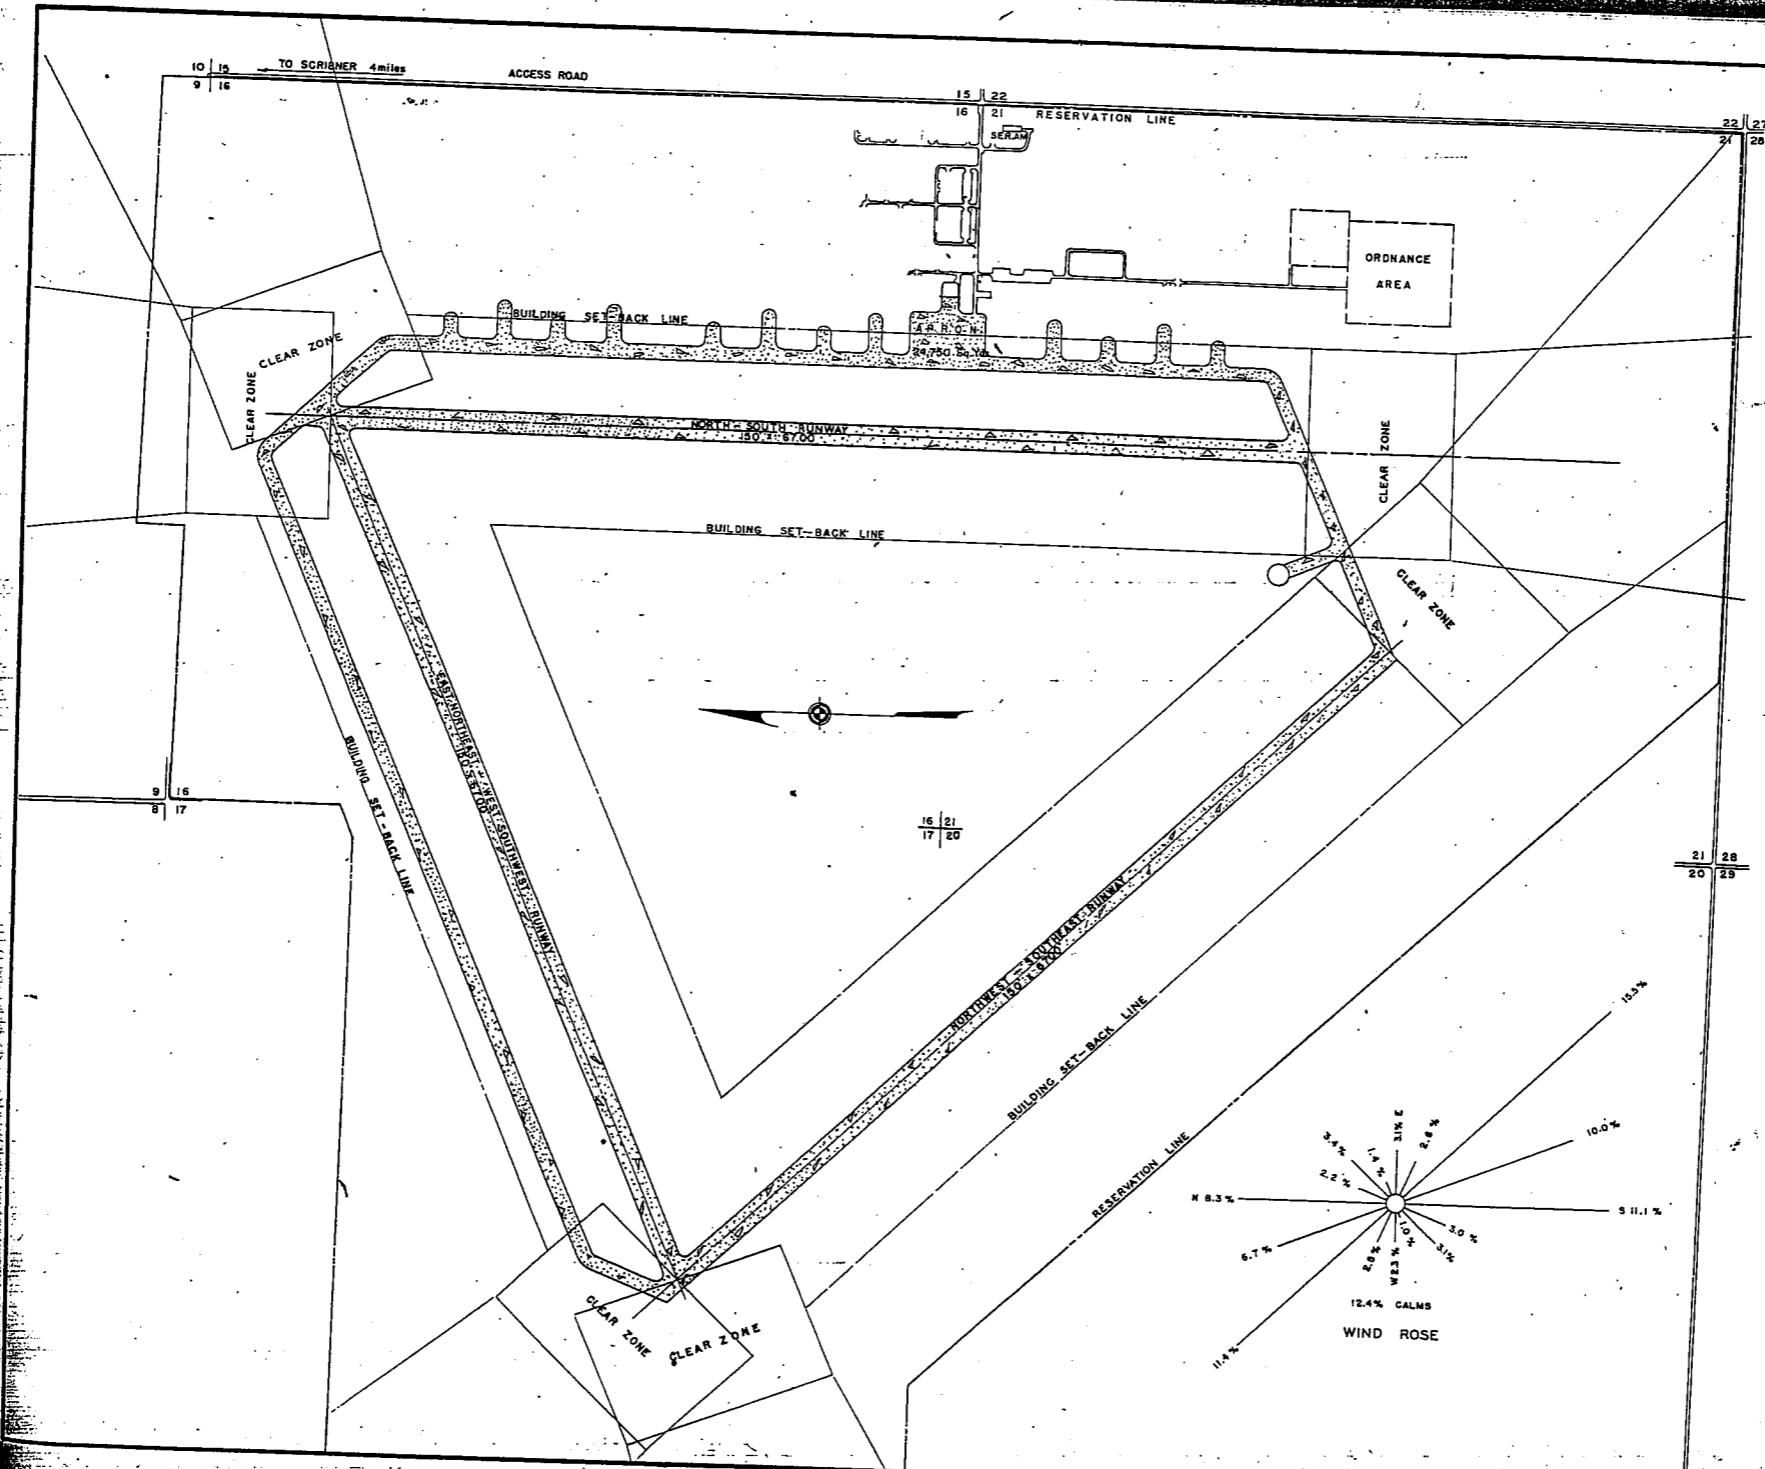 10 15
9 16
TO SCRIBNER 4miles
ACCESS ROAD
15 22
16 21
RESERVATION LINE
22 27
21 28
SER.AM
ORDNANCE
AREA
BUILDING SET-BACK LINE
APRON
24,750 Sq.Yds
CLEAR ZONE
CLEAR ZONE
NORTH-SOUTH RUNWAY
150 x 6700
CLEAR ZONE
BUILDING SET-BACK LINE
CLEAR ZONE
EAST-NORTHEAST - WEST-SOUTHWEST RUNWAY
150 x 6700
BUILDING SET-BACK LINE
9 16
8 17
16 21
17 20
21 28
20 29
NORTHWEST - SOUTHEAST RUNWAY
150 x 6700
BUILDING SET-BACK LINE
RESERVATION LINE
CLEAR ZONE
CLEAR ZONE
15.5%
10.0%
2.6%
3.1% E
1.4%
3.4%
2.2%
N 8.3%
S 11.1%
6.7%
3.0%
3.1%
1.0%
W 2.3%
11.4%
12.4% CALMS
WIND ROSE